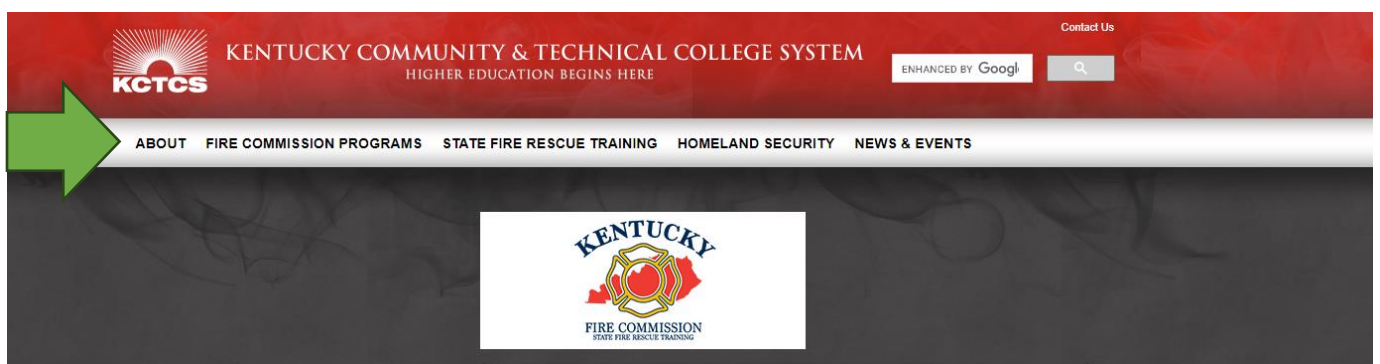 Contact Us
KENTUCKY COMMUNITY & TECHNICAL COLLEGE SYSTEM
HIGHER EDUCATION BEGINS HERE
KCTCS
ENHANCED BY Googl
ABOUT FIRE COMMISSION PROGRAMS STATE FIRE RESCUE TRAINING HOMELAND SECURITY NEWS & EVENTS
KENTUCKY
FIRE COMMISSION
STATE FIRE RESCUE TRAINING